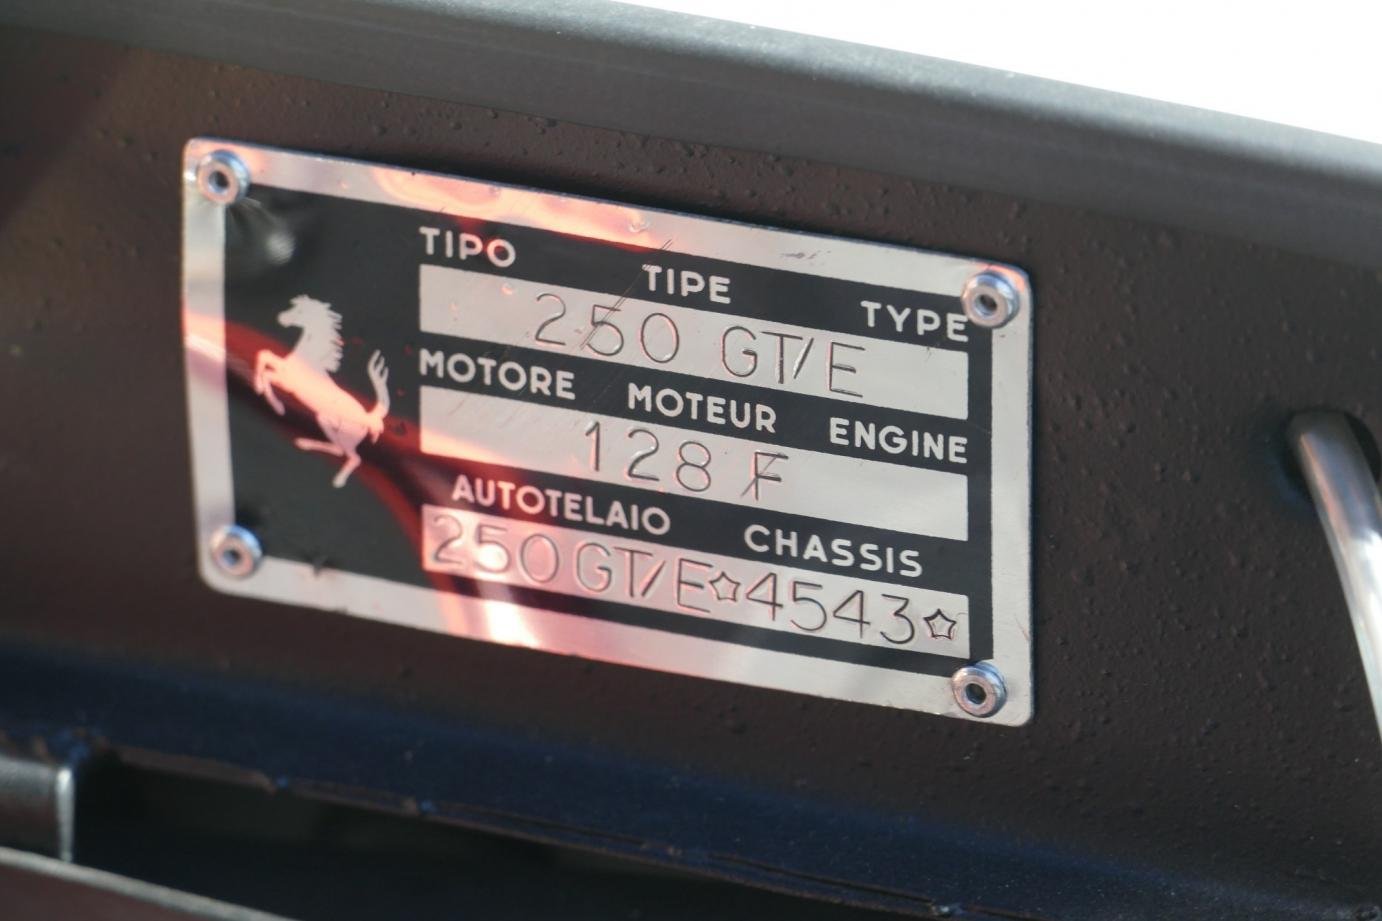 TIPO TIPE TYPE
250 GT/E
MOTORE MOTEUR ENGINE
128 F
AUTOTELAIO CHASSIS
250GT/E☆4543☆